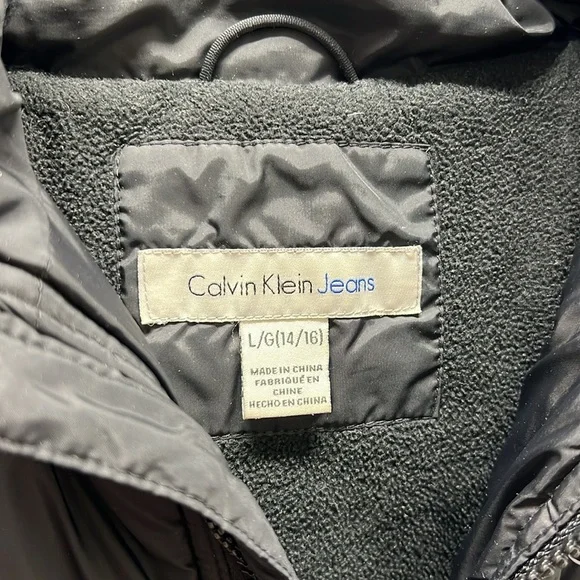 Calvin Klein Jeans
L/G(14/16)
MADE IN CHINA
FABRIQUÉ EN
CHINE
HECHO EN CHINA